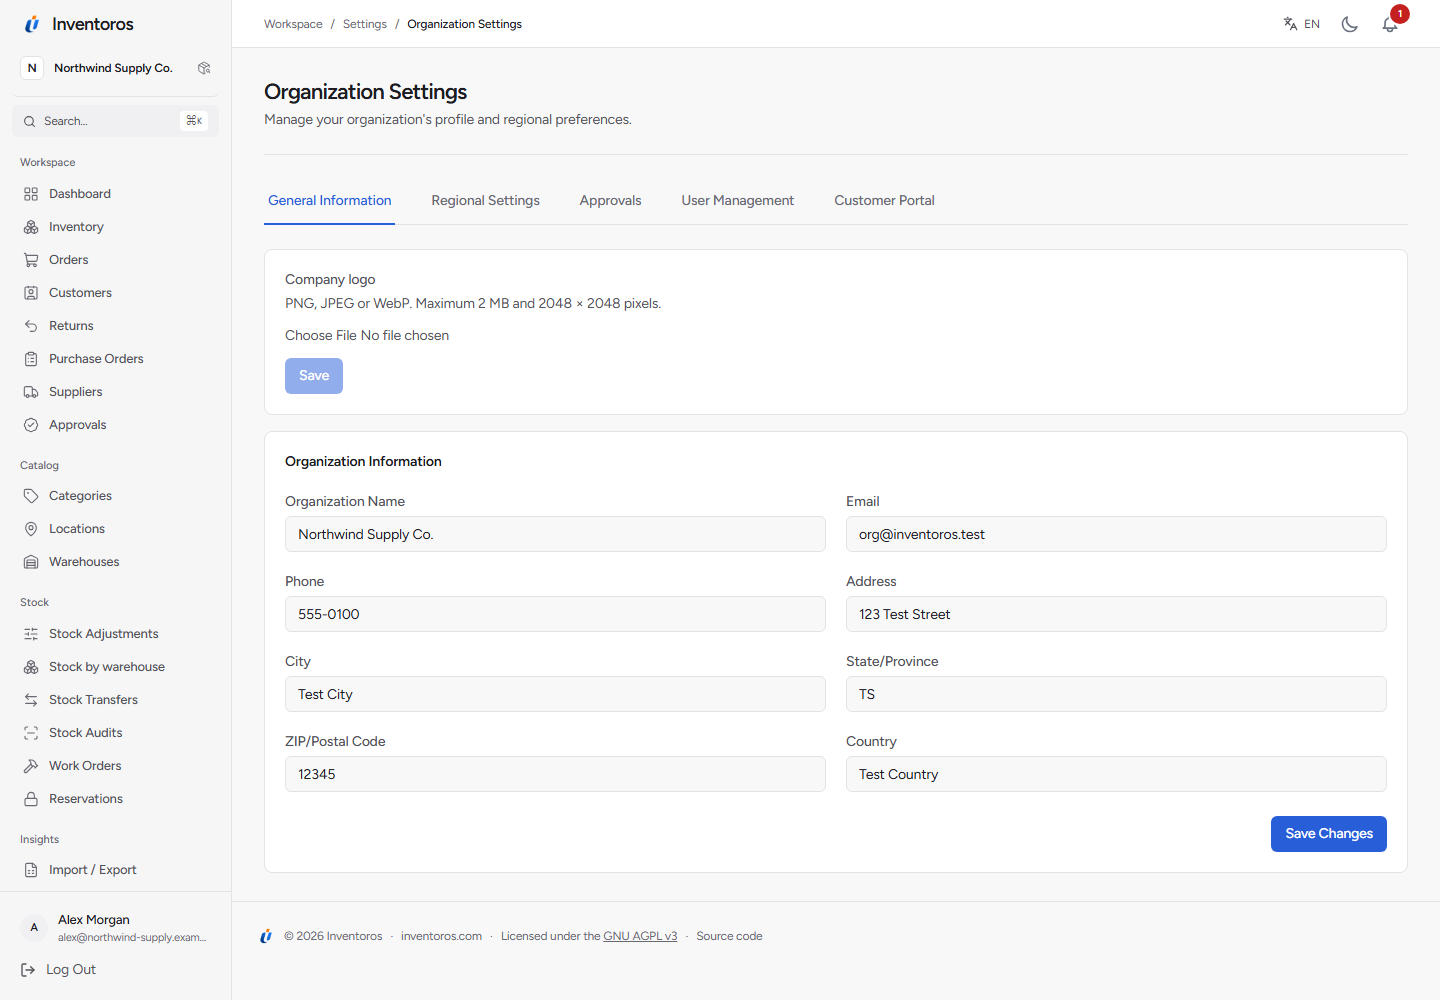 Inventoros
N Northwind Supply Co.
Search... ⌘K
Workspace
Dashboard
Inventory
Orders
Customers
Returns
Purchase Orders
Suppliers
Approvals
Catalog
Categories
Locations
Warehouses
Stock
Stock Adjustments
Stock by warehouse
Stock Transfers
Stock Audits
Work Orders
Reservations
Insights
Import / Export
A Alex Morgan
alex@northwind-supply.exam...
Log Out
Workspace / Settings / Organization Settings
EN
1
Organization Settings
Manage your organization's profile and regional preferences.
General Information Regional Settings Approvals User Management Customer Portal
Company logo
PNG, JPEG or WebP. Maximum 2 MB and 2048 × 2048 pixels.
Choose File No file chosen
Save
Organization Information
Organization Name Email
Northwind Supply Co. org@inventoros.test
Phone Address
555-0100 123 Test Street
City State/Province
Test City TS
ZIP/Postal Code Country
12345 Test Country
Save Changes
© 2026 Inventoros · inventoros.com · Licensed under the GNU AGPL v3 · Source code